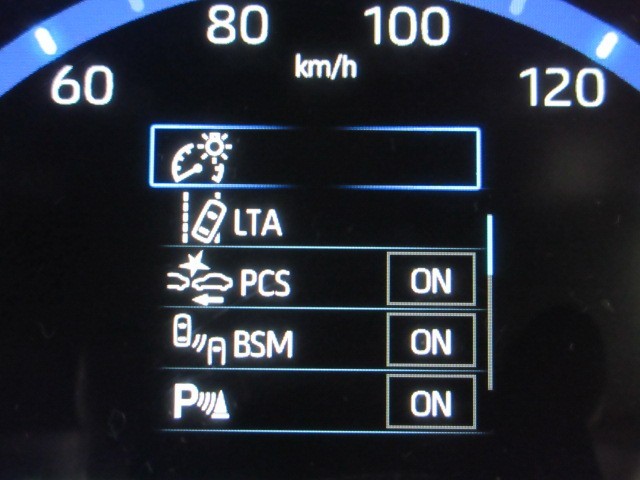 80 100
km/h
60 120
LTA
PCS ON
BSM ON
P ON